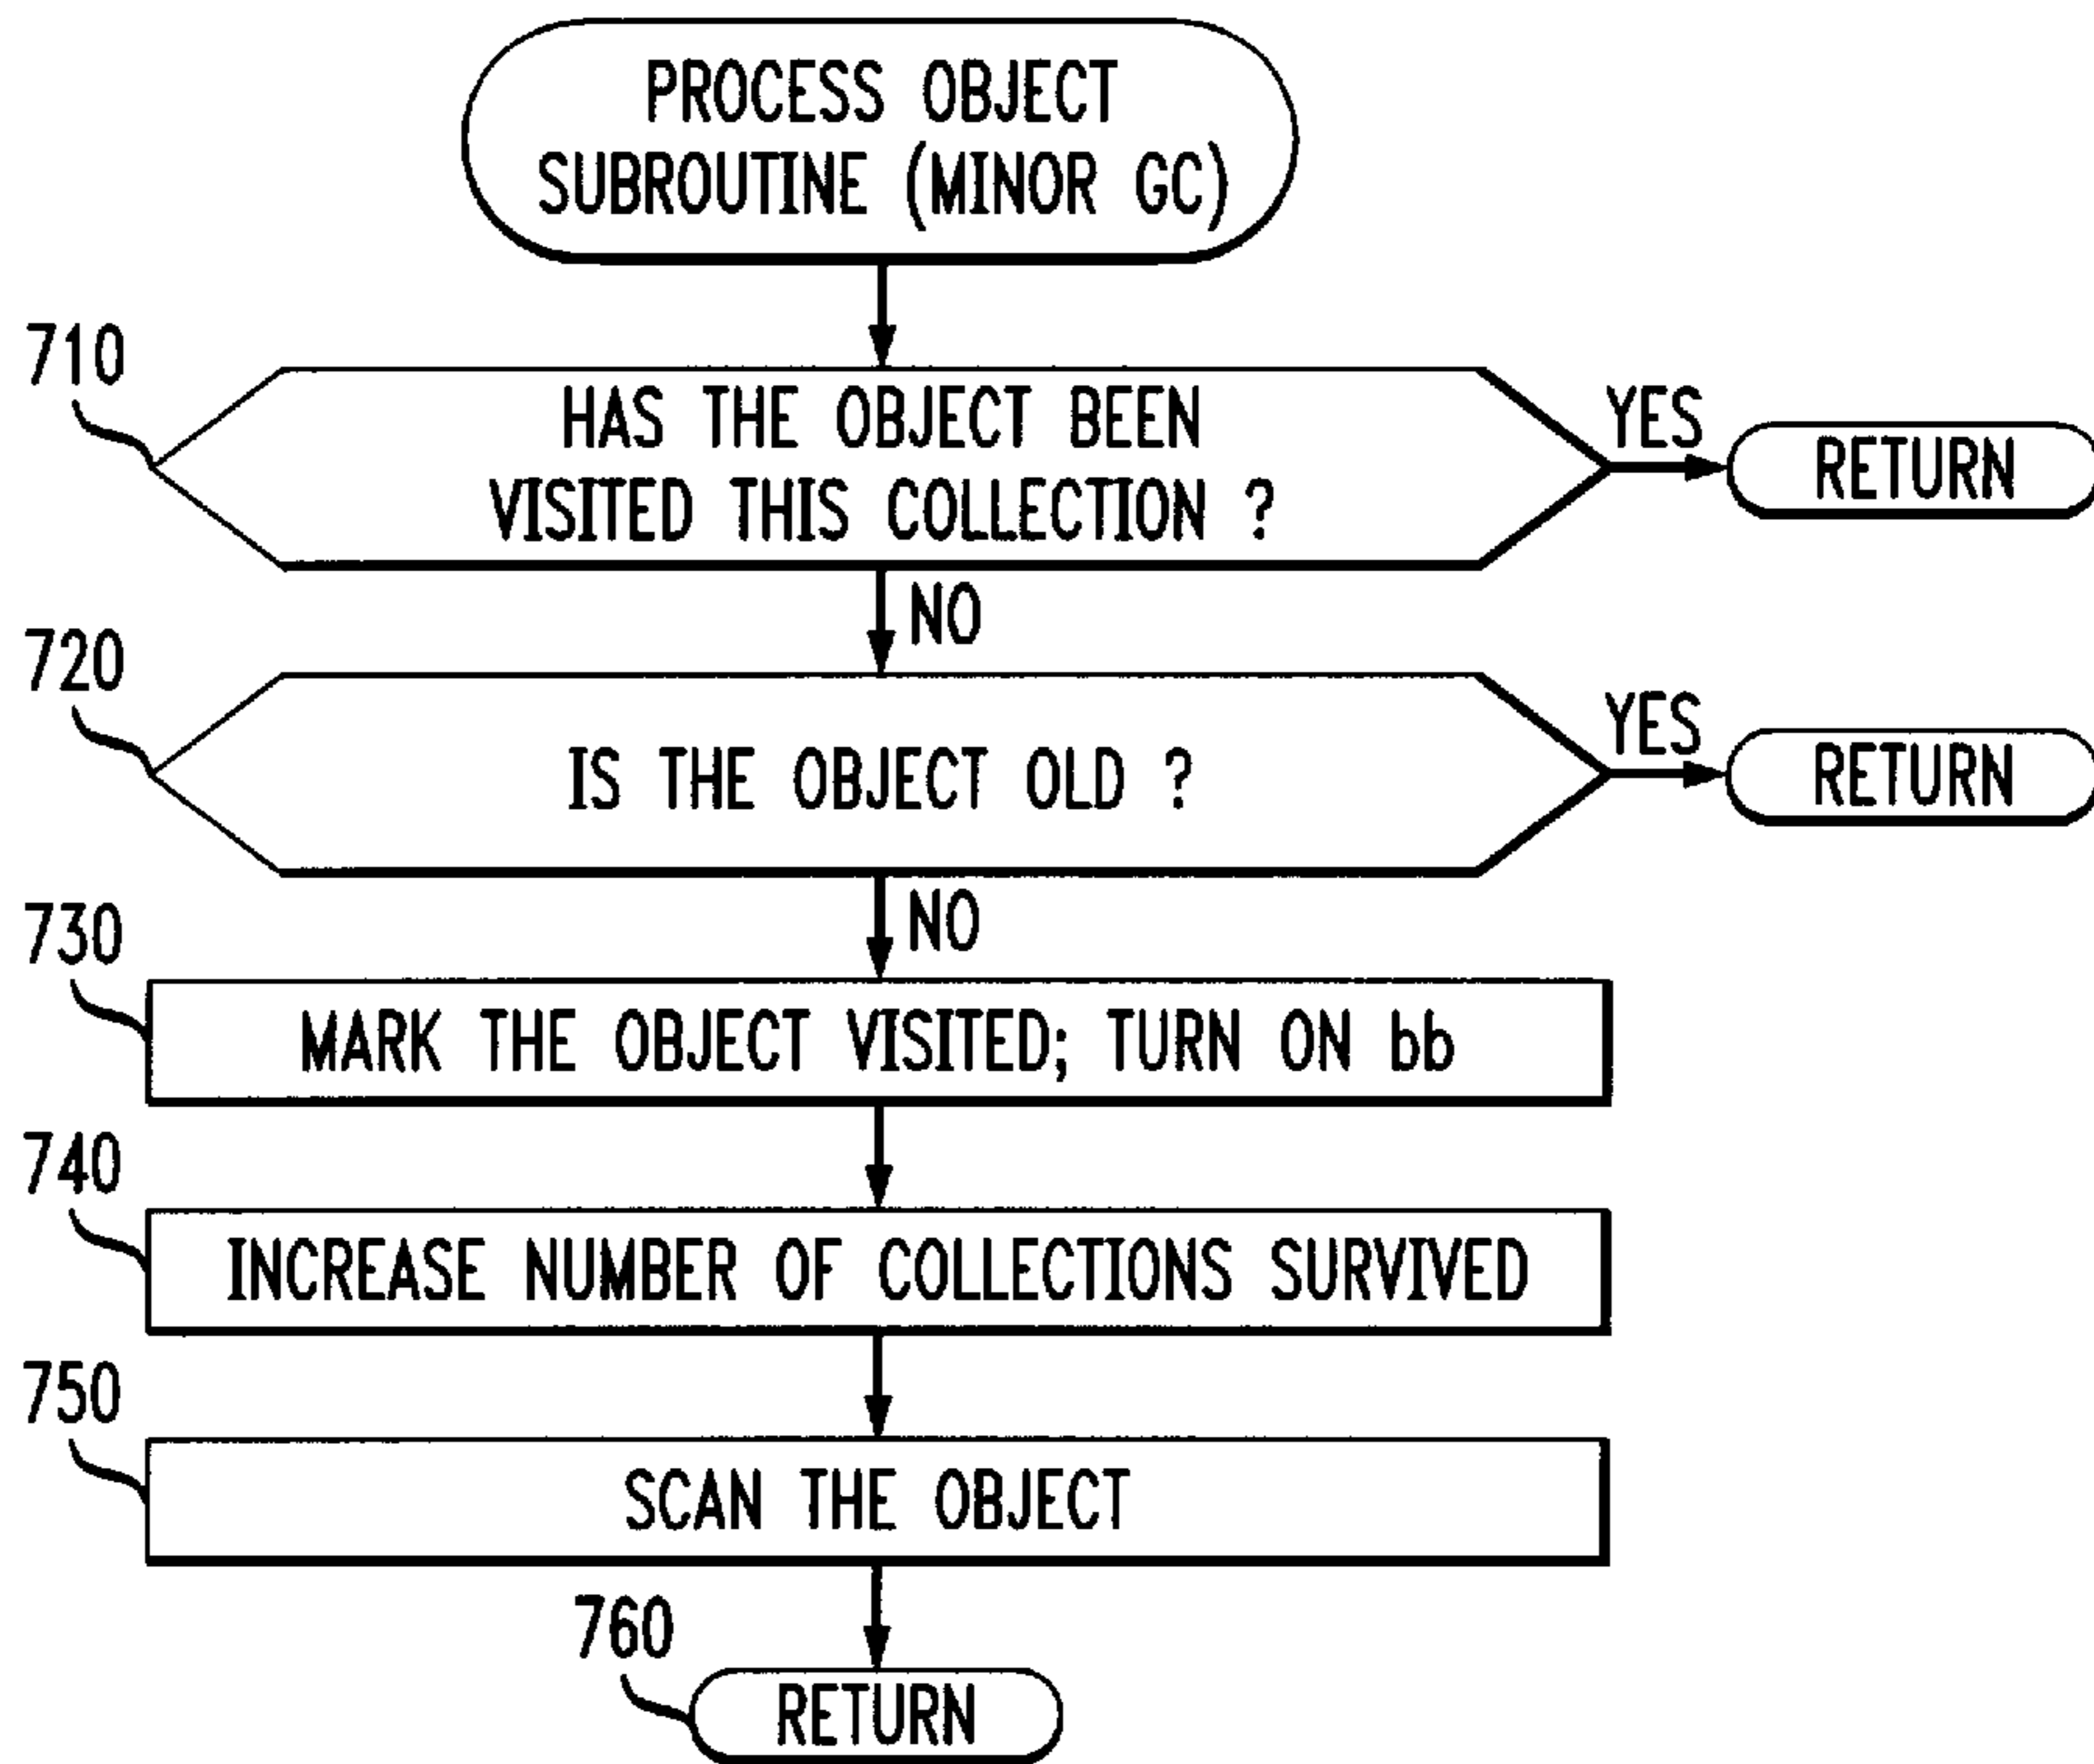 PROCESS OBJECT
SUBROUTINE (MINOR GC)
710
HAS THE OBJECT BEEN
VISITED THIS COLLECTION ?
YES
RETURN
NO
720
IS THE OBJECT OLD ?
YES
RETURN
NO
730
MARK THE OBJECT VISITED; TURN ON bb
740
INCREASE NUMBER OF COLLECTIONS SURVIVED
750
SCAN THE OBJECT
760
RETURN